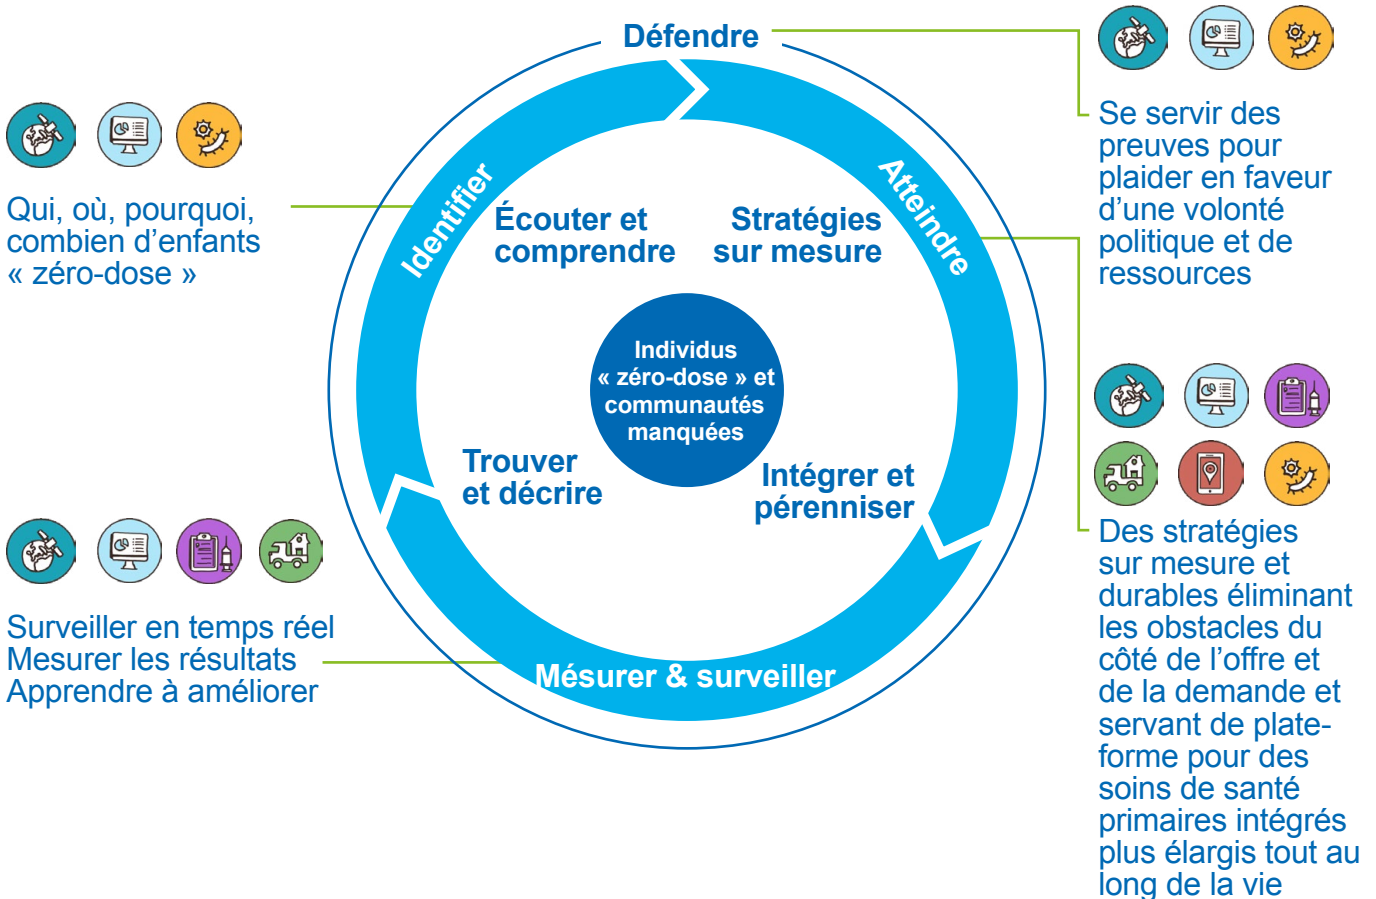 Défendre
Se servir des
preuves pour
plaider en faveur
d’une volonté
politique et de
ressources
Qui, où, pourquoi,
combien d’enfants
« zéro-dose »
Identifier
Atteindre
Écouter et
comprendre
Stratégies
sur mesure
Individus
« zéro-dose » et
communautés
manquées
Trouver
et décrire
Intégrer et
pérenniser
Des stratégies
sur mesure et
durables éliminant
les obstacles du
côté de l’offre et
de la demande et
servant de plate-
forme pour des
soins de santé
primaires intégrés
plus élargis tout au
long de la vie
Surveiller en temps réel
Mesurer les résultats
Apprendre à améliorer
Mésurer & surveiller